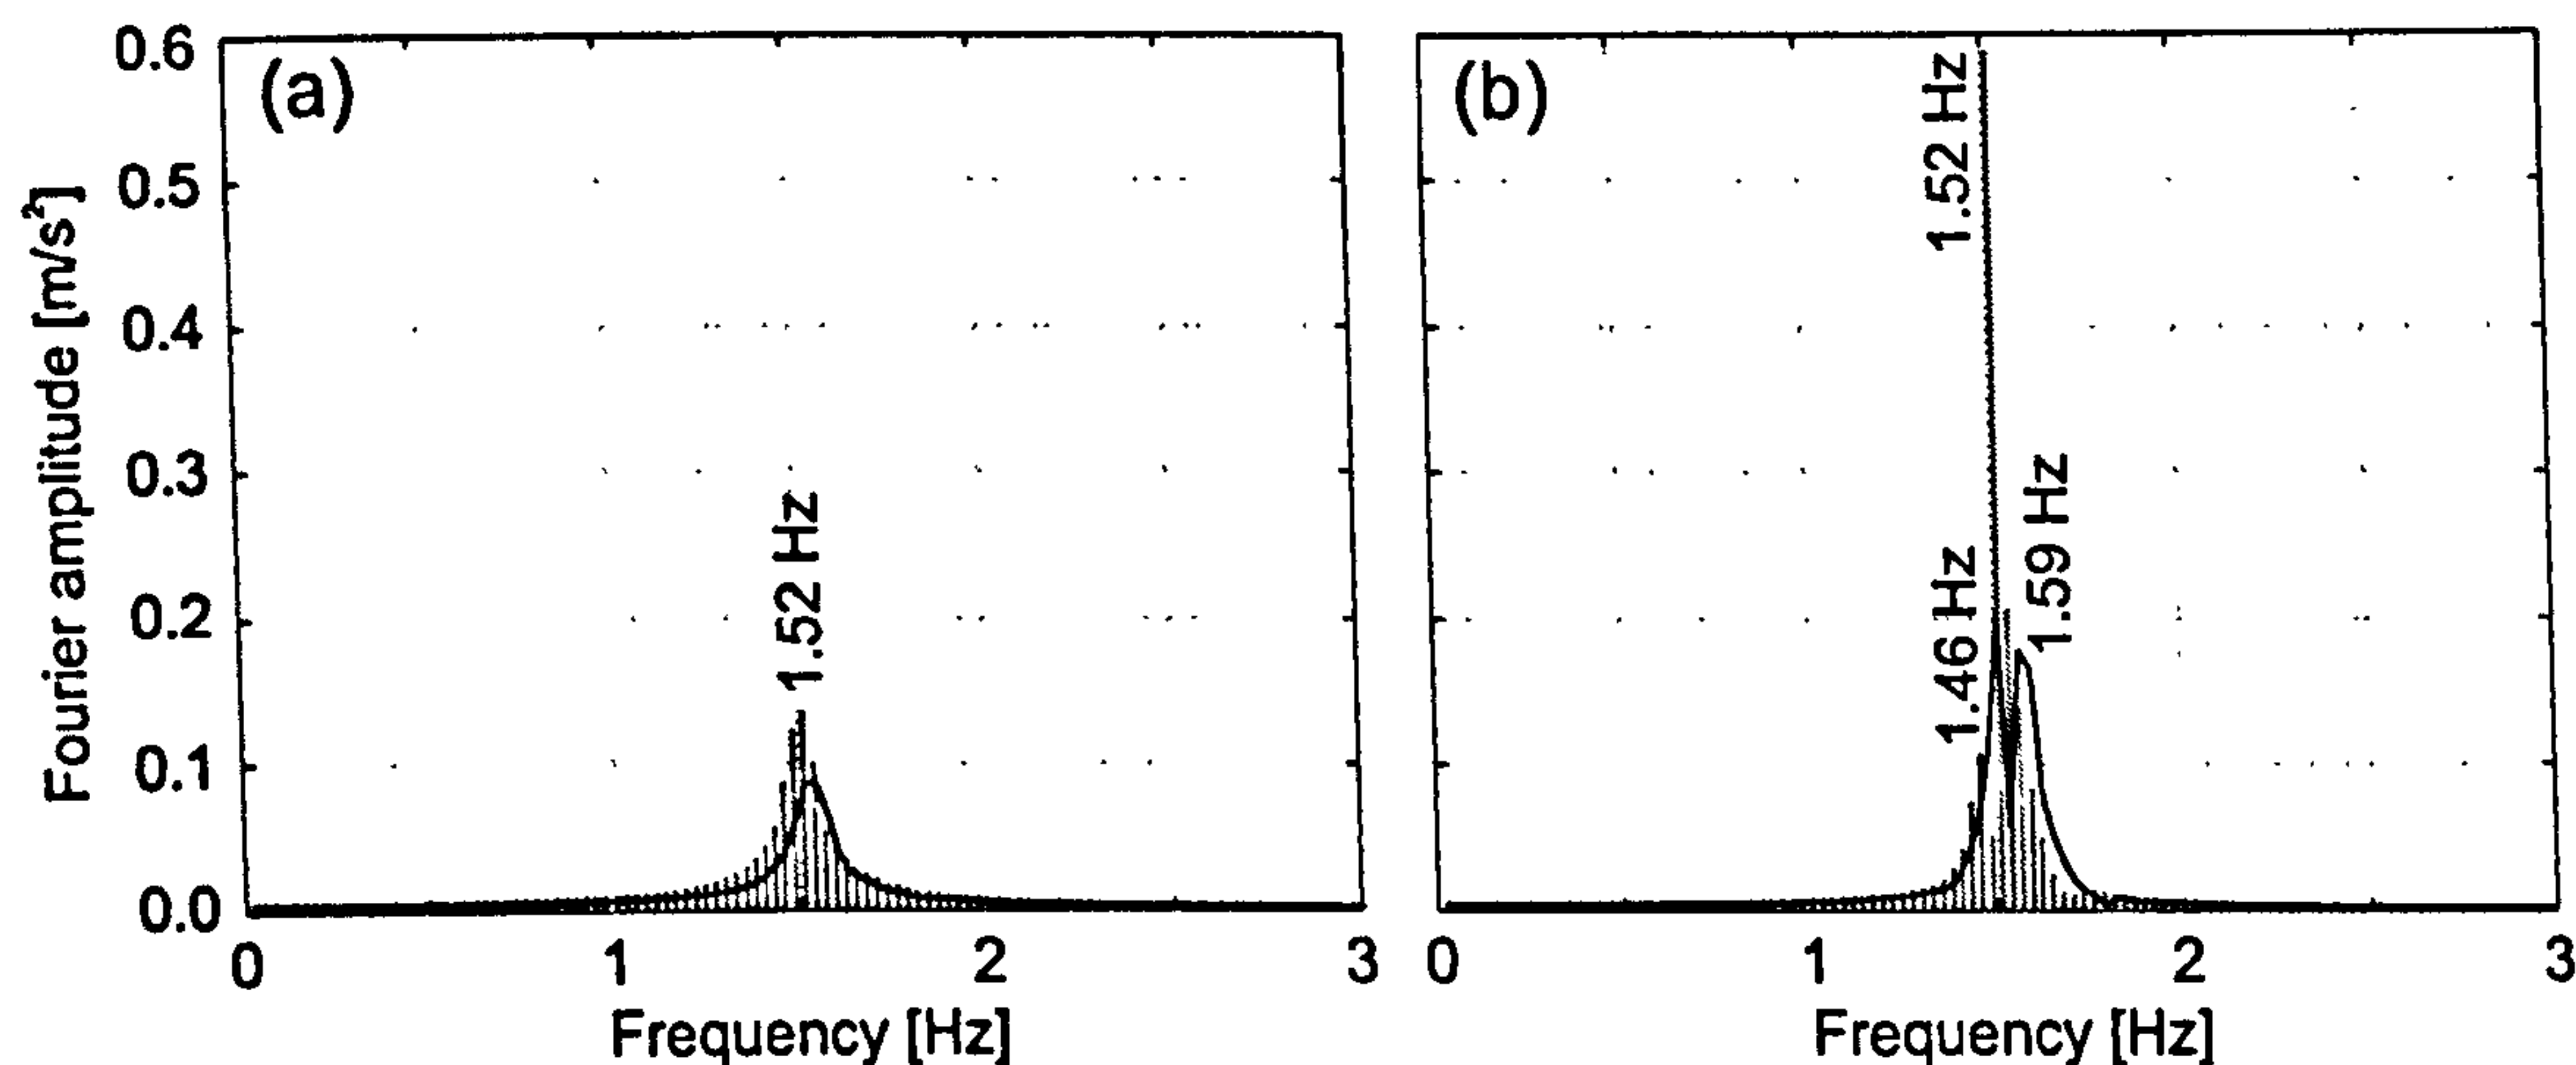 Fourier amplitude [m/s²]
0.6
0.5
0.4
0.3
0.2
0.1
0.0
(a)
1.52 Hz
0
1
2
3
Frequency [Hz]
(b)
1.52 Hz
1.46 Hz
1.59 Hz
0
1
2
3
Frequency [Hz]